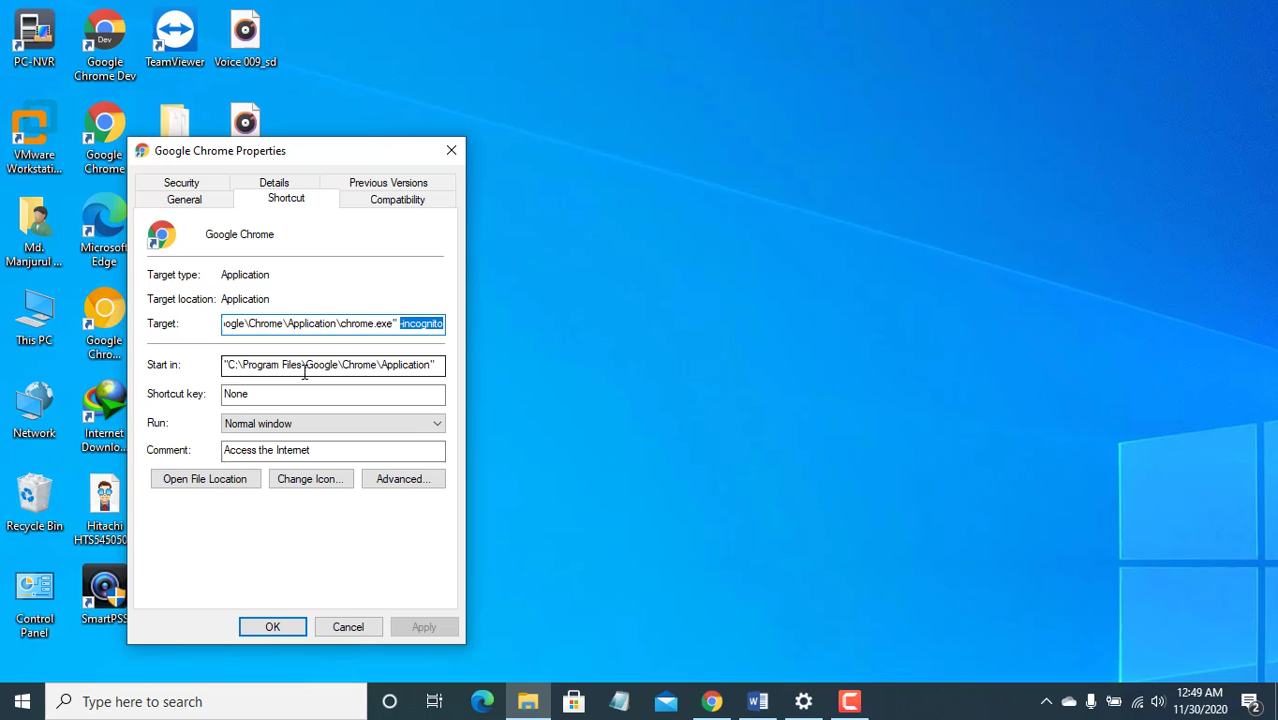 PC-NVR
Dev
Google
Chrome Dev
TeamViewer
Voice 009_sd
VMware
Workstati...
Google
Chrome
Md.
Manjurul ...
Microsoft
Edge
This PC
Google
Chro...
Network
Internet
Downlo...
Recycle Bin
Hitachi
HTS545050
Control
Panel
SmartPSS
Google Chrome Properties
Security
Details
Previous Versions
General
Shortcut
Compatibility
Google Chrome
Target type: Application
Target location: Application
Target: ogle\Chrome\Application\chrome.exe" -incognito
Start in: "C:\Program Files\Google\Chrome\Application"
Shortcut key: None
Run: Normal window
Comment: Access the Internet
Open File Location
Change Icon...
Advanced...
OK
Cancel
Apply
Type here to search
12:49 AM
11/30/2020
2